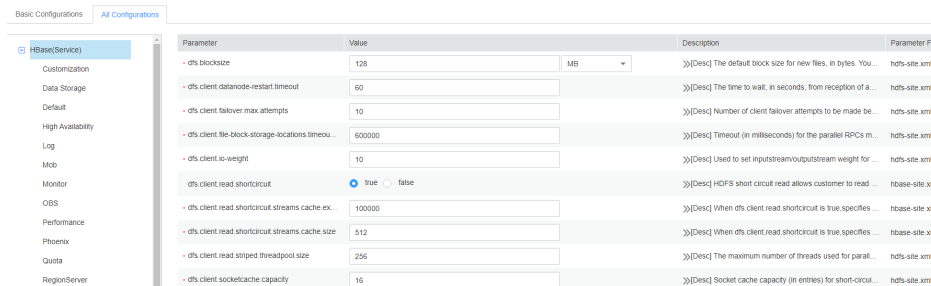 Basic Configurations All Configurations
HBase(Service)
Customization
Data Storage
Default
High Availability
Log
Mob
Monitor
OBS
Performance
Phoenix
Quota
RegionServer
Parameter Value Description Parameter F
dfs.blocksize 128 MB [Desc] The default block size for new files, in bytes. You... hdfs-site.xml
dfs.client.datanode-restart.timeout 60 [Desc] The time to wait, in seconds, from reception of a... hdfs-site.xml
dfs.client.failover.max.attempts 10 [Desc] Number of client failover attempts to be made be... hdfs-site.xml
dfs.client.file-block-storage-locations.timeou... 600000 [Desc] Timeout (in milliseconds) for the parallel RPCs m... hdfs-site.xml
dfs.client.io-weight 10 [Desc] Used to set inputstream/outputstream weight for ... hdfs-site.xml
dfs.client.read.shortcircuit true false [Desc] HDFS short circuit read allows customer to read ... hbase-site.x
dfs.client.read.shortcircuit.streams.cache.ex... 100000 [Desc] When dfs.client.read.shortcircuit is true,specifies ... hbase-site.x
dfs.client.read.shortcircuit.streams.cache.size 512 [Desc] When dfs.client.read.shortcircuit is true,specifies ... hbase-site.x
dfs.client.read.striped.threadpool.size 256 [Desc] The maximum number of threads used for parall... hdfs-site.xml
dfs.client.socketcache.capacity 16 [Desc] Socket cache capacity (in entries) for short-circui... hdfs-site.xml